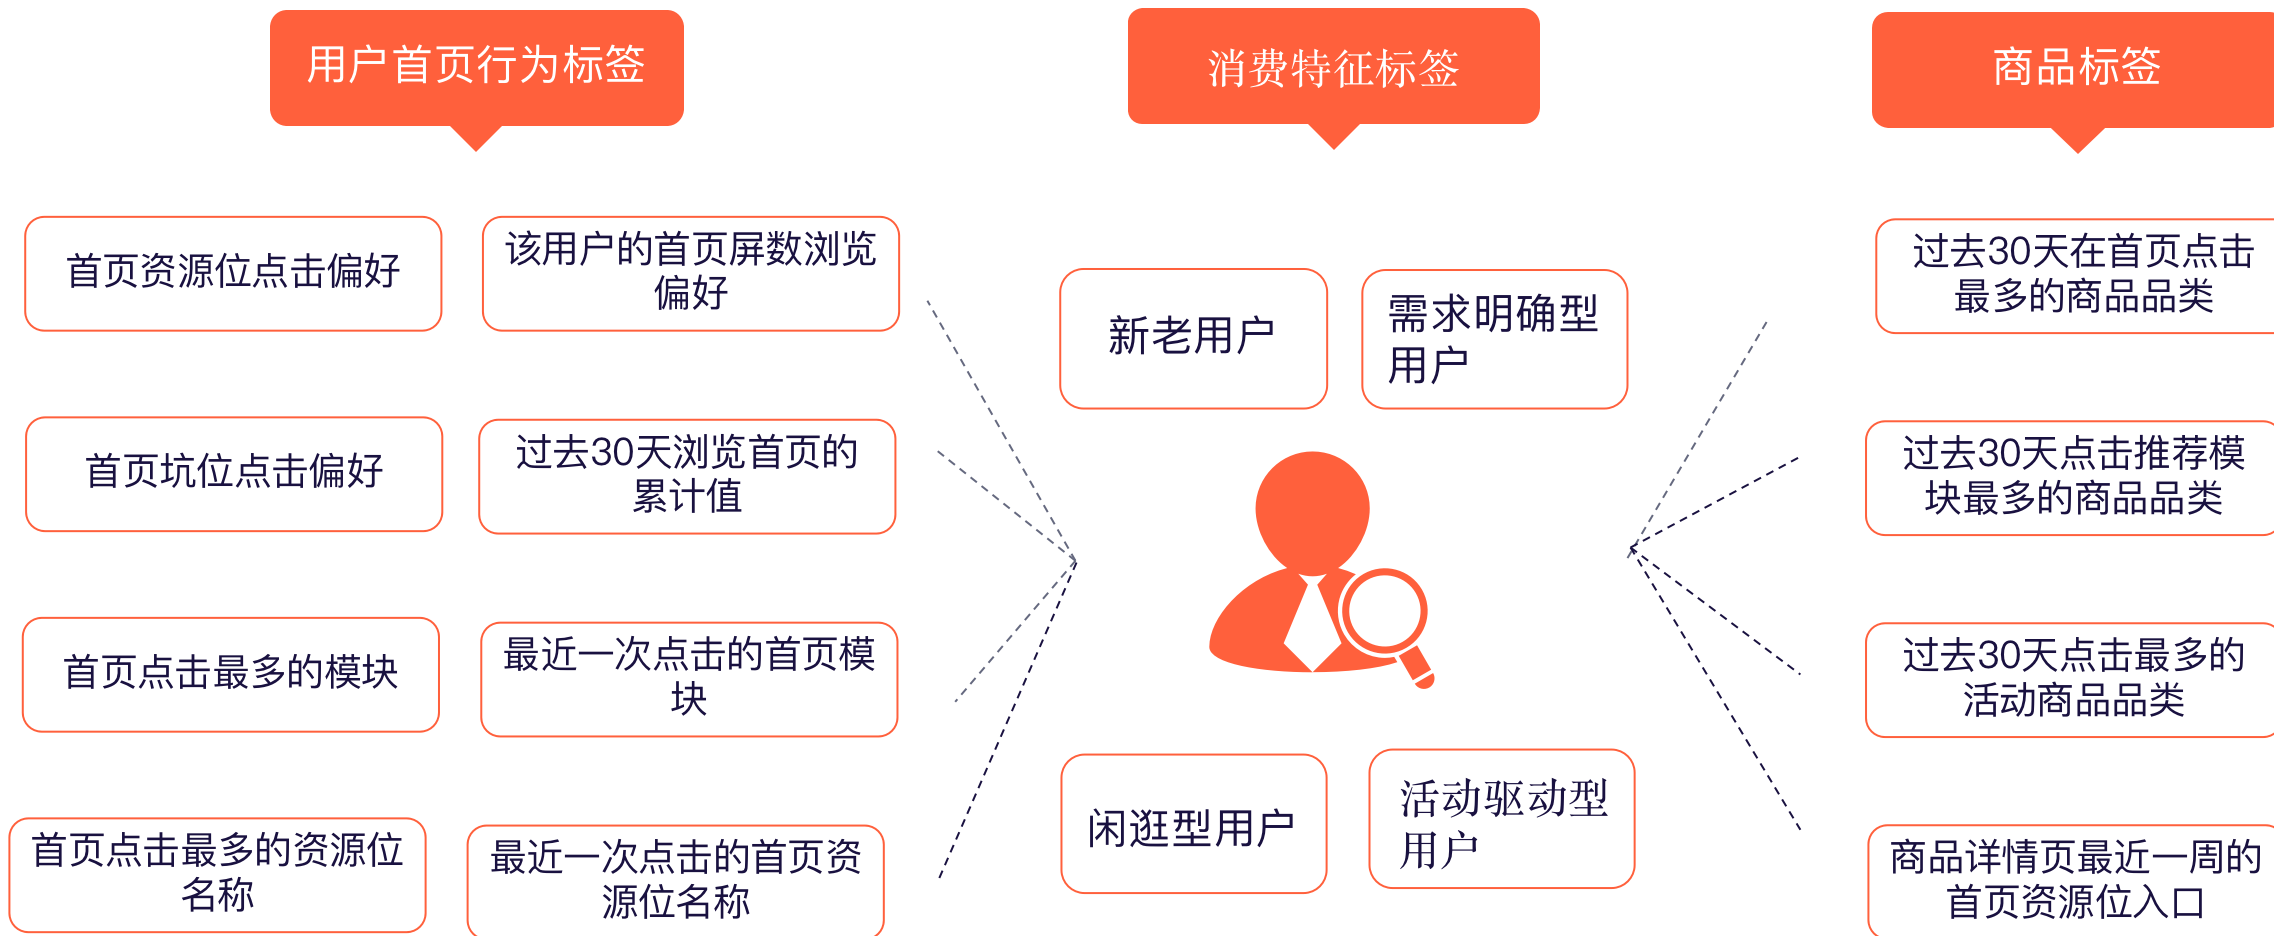 用户首页行为标签
消费特征标签
商品标签
首页资源位点击偏好
该用户的首页屏数浏览
偏好
首页坑位点击偏好
过去30天浏览首页的
累计值
首页点击最多的模块
最近一次点击的首页模
块
首页点击最多的资源位
名称
最近一次点击的首页资
源位名称
新老用户
需求明确型
用户
闲逛型用户
活动驱动型
用户
过去30天在首页点击
最多的商品品类
过去30天点击推荐模
块最多的商品品类
过去30天点击最多的
活动商品品类
商品详情页最近一周的
首页资源位入口